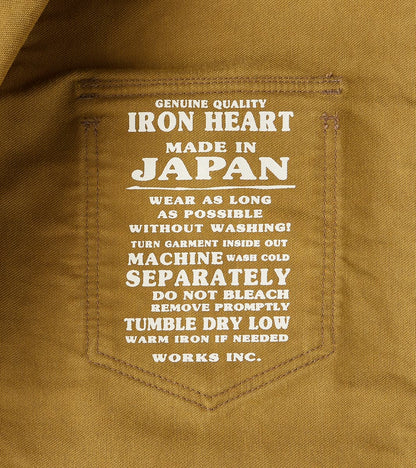 GENUINE QUALITY
IRON HEART
MADE IN
JAPAN
WEAR AS LONG
AS POSSIBLE
WITHOUT WASHING!
TURN GARMENT INSIDE OUT
MACHINE WASH COLD
SEPARATELY
DO NOT BLEACH
REMOVE PROMPTLY
TUMBLE DRY LOW
WARM IRON IF NEEDED
WORKS INC.